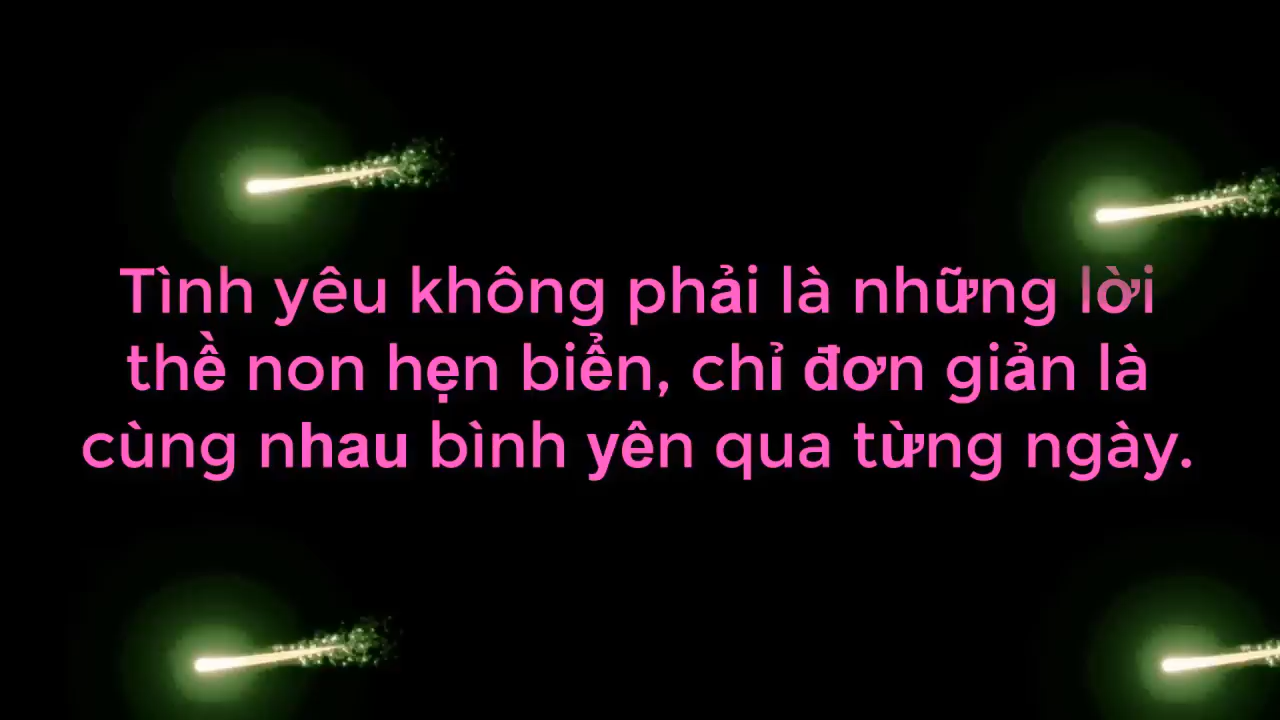 Tình yêu không phải là những lời
thề non hẹn biển, chỉ đơn giản là
cùng nhau bình yên qua từng ngày.